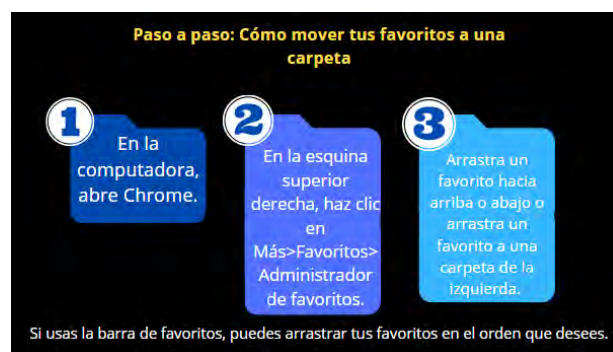 Paso a paso: Cómo mover tus favoritos a una
carpeta
1
En la
computadora,
abre Chrome.
2
En la esquina
superior
derecha, haz clic
en
Más>Favoritos>
Administrador
de favoritos.
3
Arrastra un
favorito hacia
arriba o abajo o
arrastra un
favorito a una
carpeta de la
izquierda.
Si usas la barra de favoritos, puedes arrastrar tus favoritos en el orden que desees.